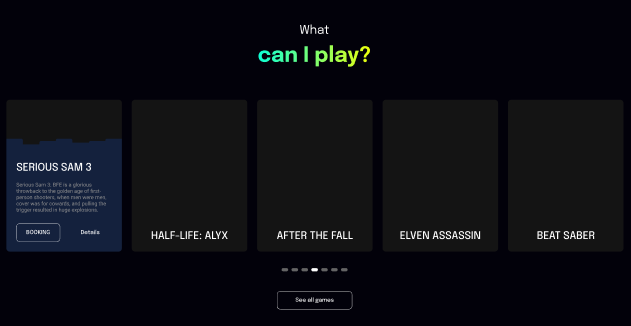 What
can I play?
SERIOUS SAM 3
Serious Sam 3: BFE is a glorious
throwback to the golden age of first-
person shooters, when men were men,
cover was for cowards, and pulling the
trigger resulted in huge explosions.
BOOKING
Details
HALF-LIFE: ALYX
AFTER THE FALL
ELVEN ASSASSIN
BEAT SABER
See all games